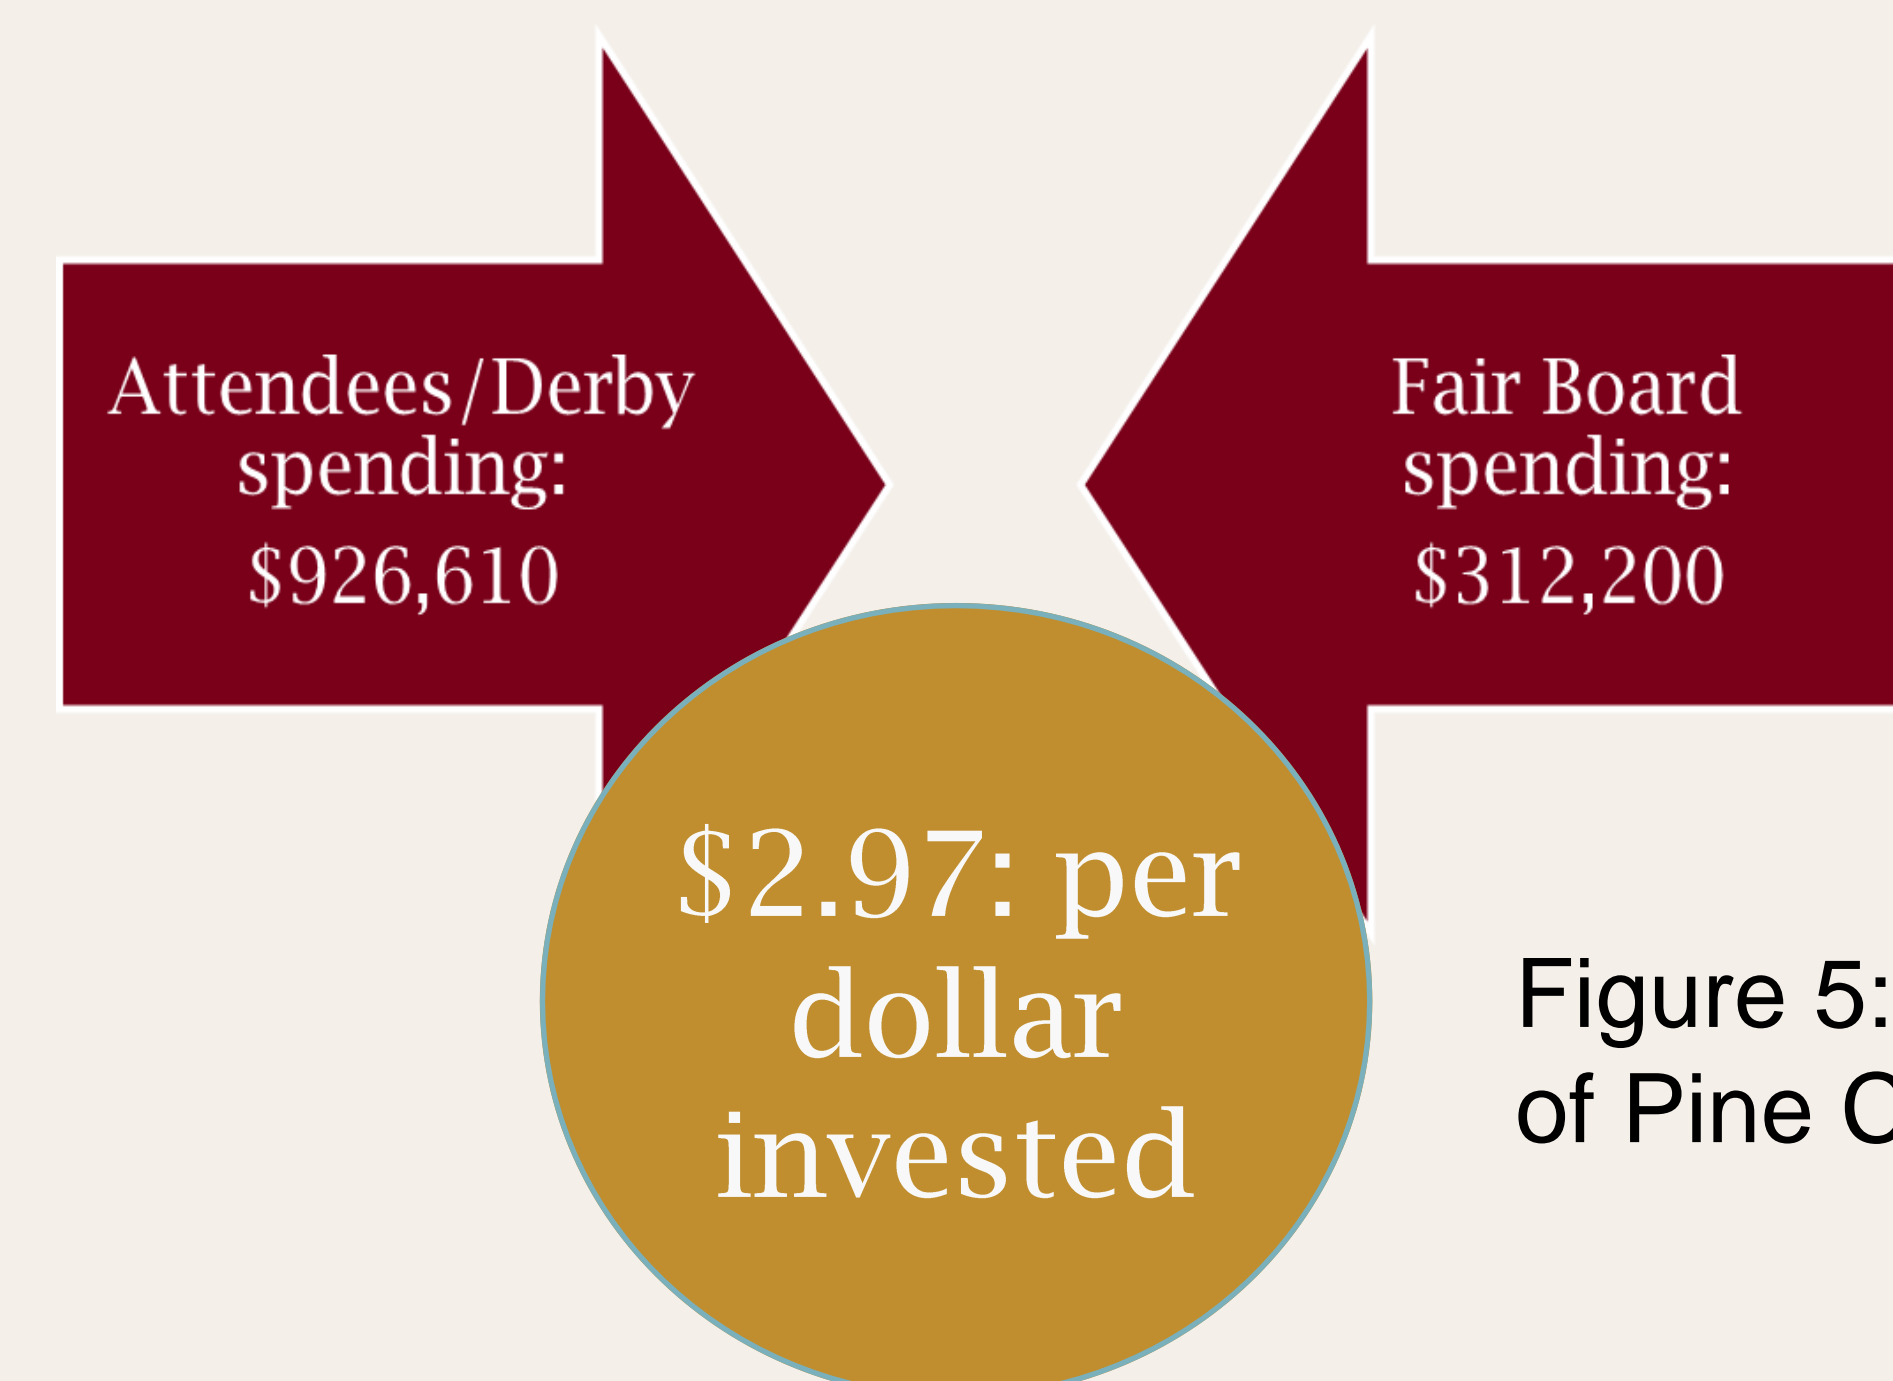 Attendees/Derby
spending:
$926,610
Fair Board
spending:
$312,200
$2.97: per
dollar
invested
Figure 5:
of Pine